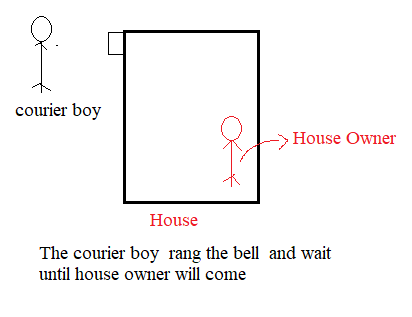 courier boy
House Owner
House
The courier boy rang the bell and wait
until house owner will come